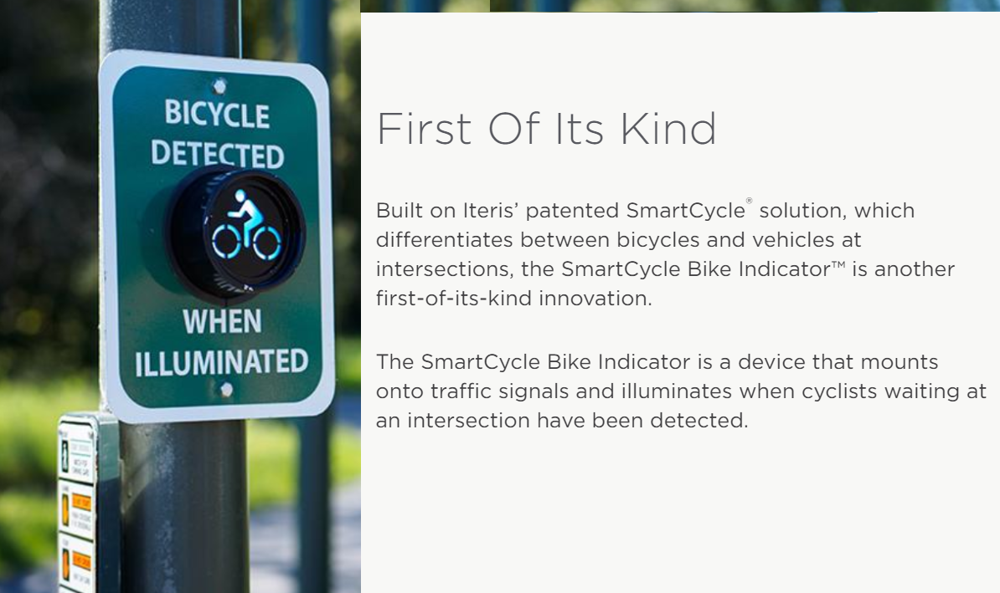 BICYCLE
DETECTED
WHEN
ILLUMINATED
First Of Its Kind
Built on Iteris’ patented SmartCycle® solution, which
differentiates between bicycles and vehicles at
intersections, the SmartCycle Bike Indicator™ is another
first-of-its-kind innovation.
The SmartCycle Bike Indicator is a device that mounts
onto traffic signals and illuminates when cyclists waiting at
an intersection have been detected.